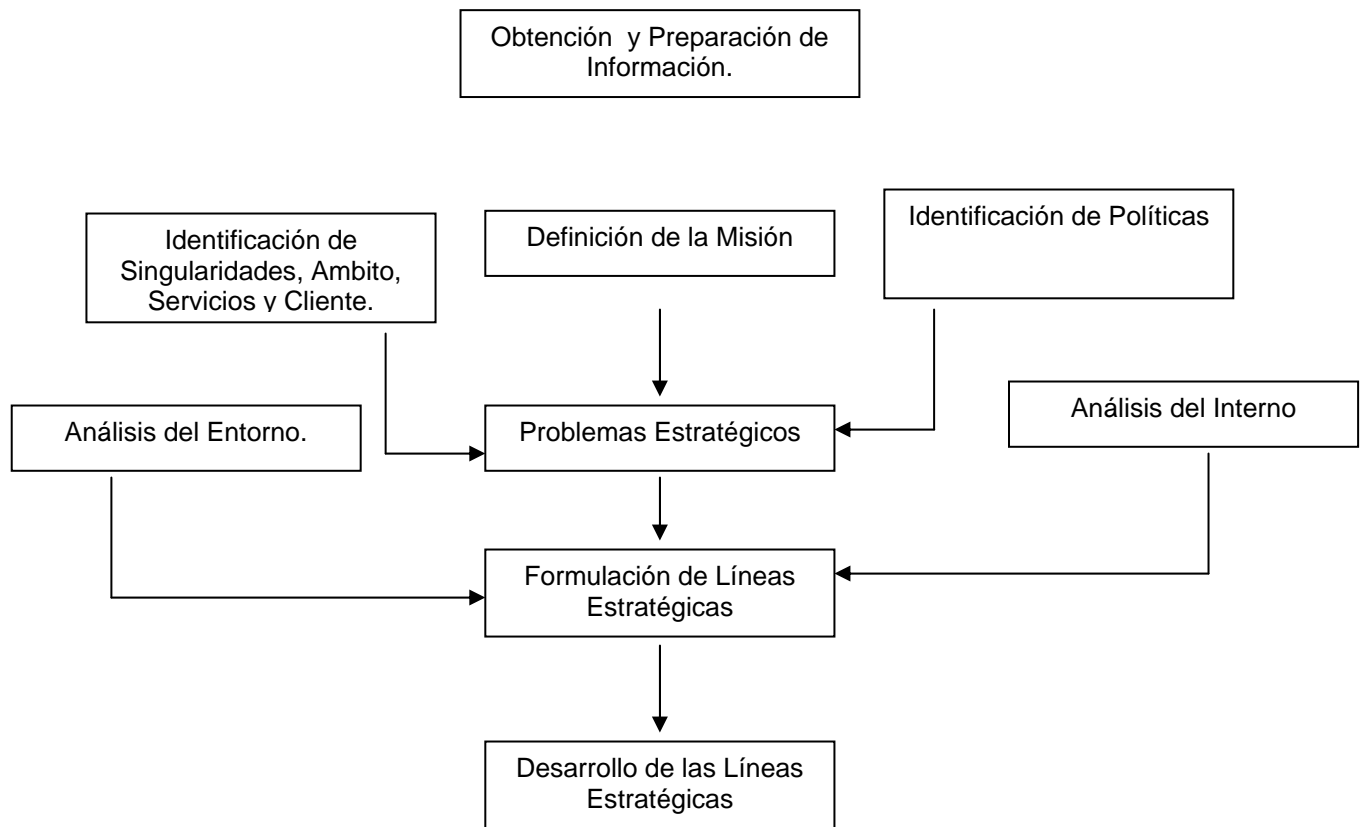 Obtención  y Preparación de
Información.
Identificación de
Singularidades, Ambito,
Servicios y Cliente.
Definición de la Misión
Identificación de Políticas
Análisis del Entorno.
Problemas Estratégicos
Análisis del Interno
Formulación de Líneas
Estratégicas
Desarrollo de las Líneas
Estratégicas